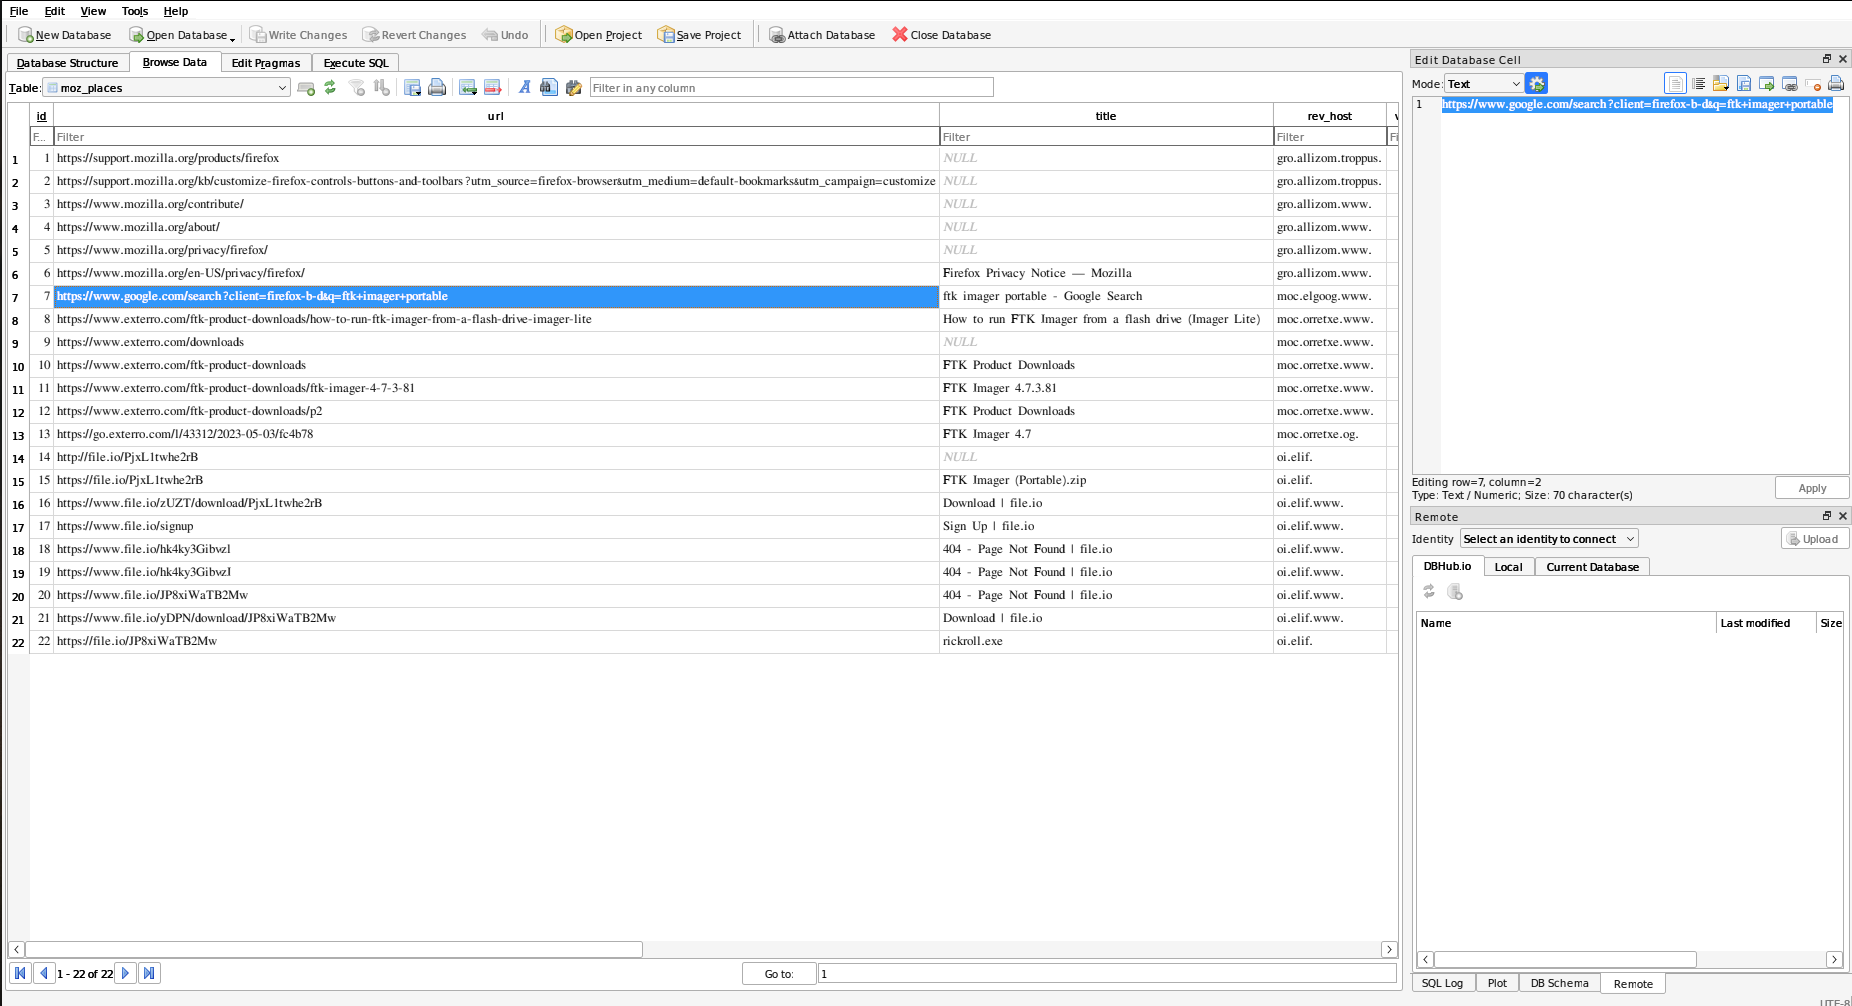 File Edit View Tools Help
New Database Open Database Write Changes Revert Changes Undo Open Project Save Project Attach Database Close Database
Database Structure Browse Data Edit Pragmas Execute SQL
Table: moz_places Filter in any column
id url title rev_host
F... Filter Filter Filter Fi
1 1 https://support.mozilla.org/products/firefox NULL gro.allizom.troppus.
2 2 https://support.mozilla.org/kb/customize-firefox-controls-buttons-and-toolbars?utm_source=firefox-browser&utm_medium=default-bookmarks&utm_campaign=customize NULL gro.allizom.troppus.
3 3 https://www.mozilla.org/contribute/ NULL gro.allizom.www.
4 4 https://www.mozilla.org/about/ NULL gro.allizom.www.
5 5 https://www.mozilla.org/privacy/firefox/ NULL gro.allizom.www.
6 6 https://www.mozilla.org/en-US/privacy/firefox/ Firefox Privacy Notice — Mozilla gro.allizom.www.
7 7 https://www.google.com/search?client=firefox-b-d&q=ftk+imager+portable ftk imager portable - Google Search moc.elgoog.www.
8 8 https://www.exterro.com/ftk-product-downloads/how-to-run-ftk-imager-from-a-flash-drive-imager-lite How to run FTK Imager from a flash drive (Imager Lite) moc.orretxe.www.
9 9 https://www.exterro.com/downloads NULL moc.orretxe.www.
10 10 https://www.exterro.com/ftk-product-downloads FTK Product Downloads moc.orretxe.www.
11 11 https://www.exterro.com/ftk-product-downloads/ftk-imager-4-7-3-81 FTK Imager 4.7.3.81 moc.orretxe.www.
12 12 https://www.exterro.com/ftk-product-downloads/p2 FTK Product Downloads moc.orretxe.www.
13 13 https://go.exterro.com/l/43312/2023-05-03/fc4b78 FTK Imager 4.7 moc.orretxe.og.
14 14 http://file.io/PjxL1twhe2rB NULL oi.elif.
15 15 https://file.io/PjxL1twhe2rB FTK Imager (Portable).zip oi.elif.
16 16 https://www.file.io/zUZT/download/PjxL1twhe2rB Download | file.io oi.elif.www.
17 17 https://www.file.io/signup Sign Up | file.io oi.elif.www.
18 18 https://www.file.io/hk4ky3Gibvzl 404 - Page Not Found | file.io oi.elif.www.
19 19 https://www.file.io/hk4ky3GibvzJ 404 - Page Not Found | file.io oi.elif.www.
20 20 https://www.file.io/JP8xiWaTB2Mw 404 - Page Not Found | file.io oi.elif.www.
21 21 https://www.file.io/yDPN/download/JP8xiWaTB2Mw Download | file.io oi.elif.www.
22 22 https://file.io/JP8xiWaTB2Mw rickroll.exe oi.elif.
1 - 22 of 22 Go to: 1
Edit Database Cell
Mode: Text
1 https://www.google.com/search?client=firefox-b-d&q=ftk+imager+portable
Editing row=7, column=2
Type: Text / Numeric; Size: 70 character(s)
Apply
Remote
Identity Select an identity to connect Upload
DBHub.io Local Current Database
Name Last modified Size
SQL Log Plot DB Schema Remote
UTF-8